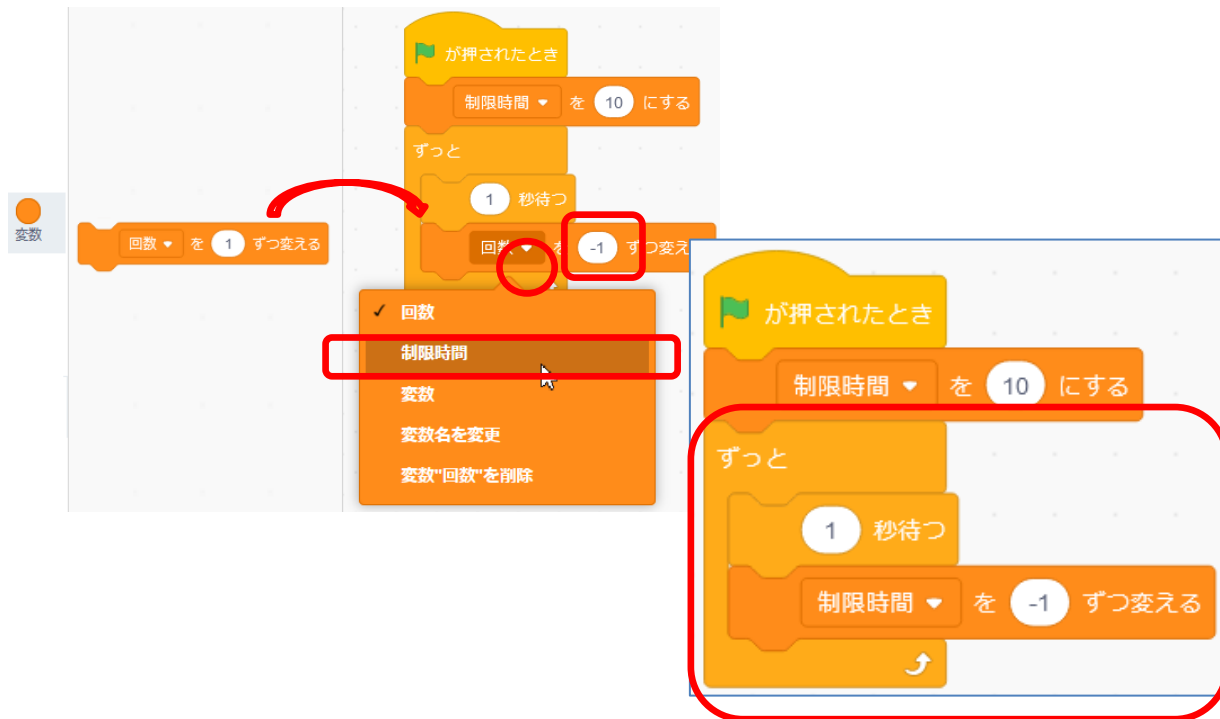 変数
回数 を 1 ずつ変える
が押されたとき
制限時間 を 10 にする
ずっと
1 秒待つ
回数 を -1 ずつ変え
✓ 回数
制限時間
変数
変数名を変更
変数"回数"を削除
が押されたとき
制限時間 を 10 にする
ずっと
1 秒待つ
制限時間 を -1 ずつ変える